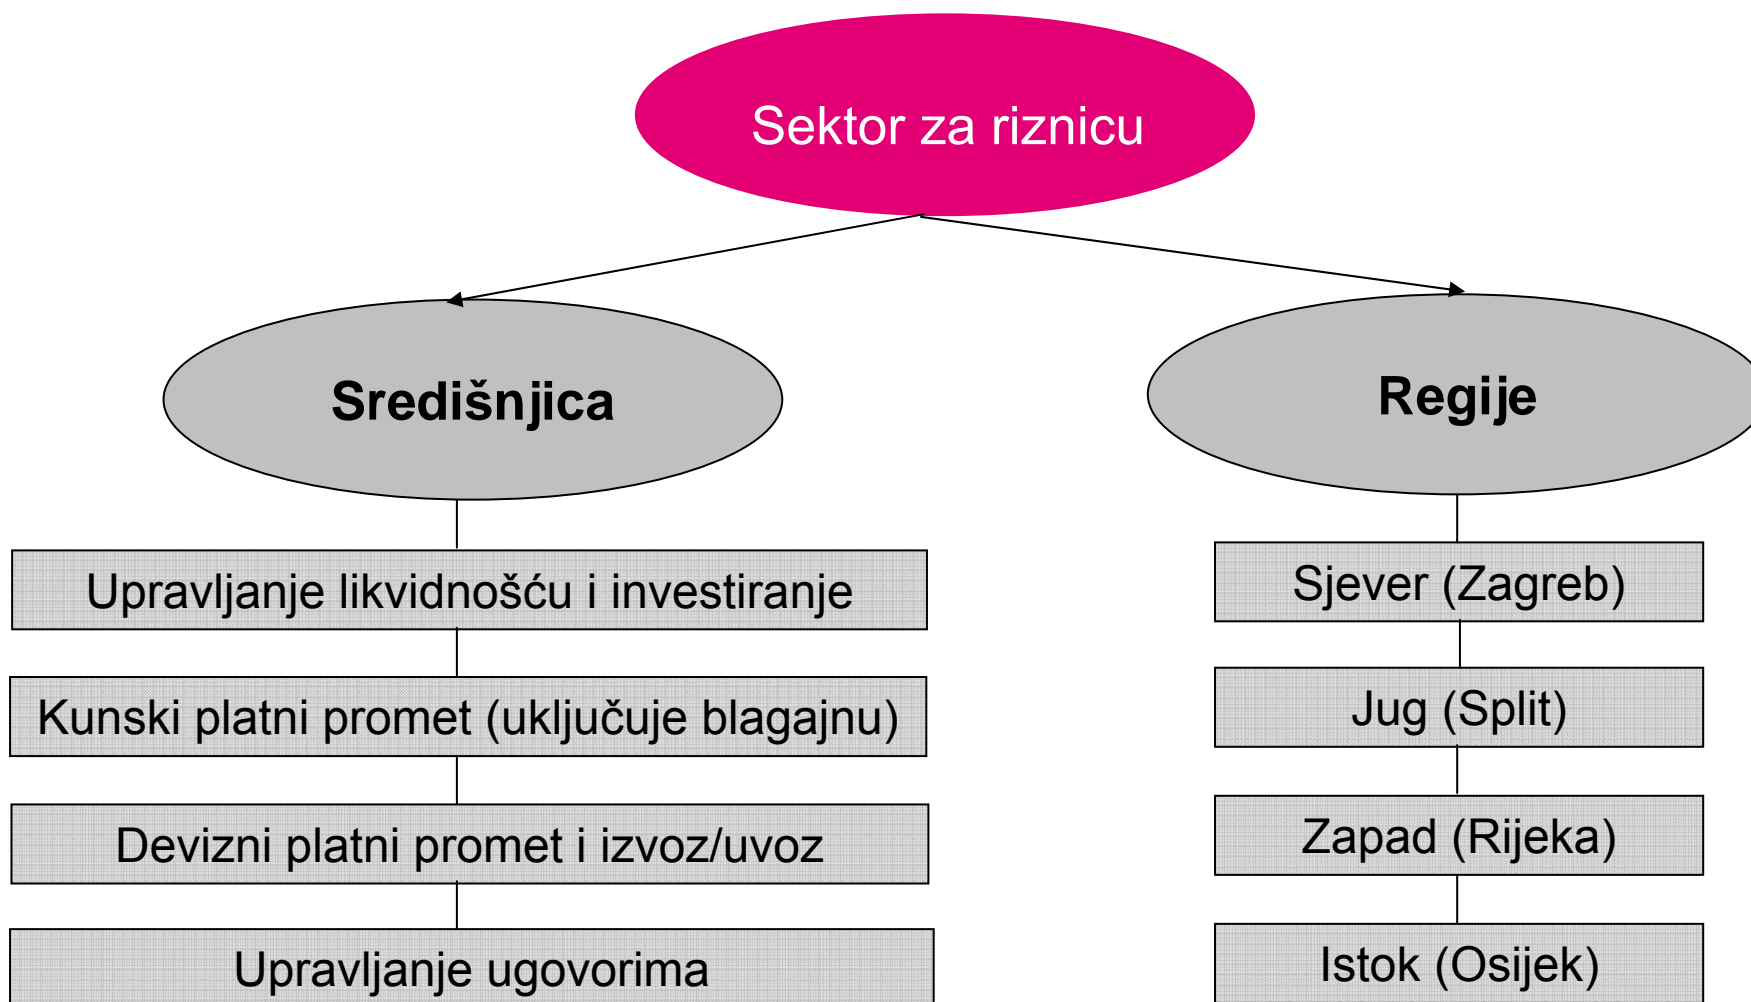 Sektor za riznicu
Središnjica
Regije
Upravljanje likvidnošću i investiranje
Kunski platni promet (uključuje blagajnu)
Devizni platni promet i izvoz/uvoz
Upravljanje ugovorima
Sjever (Zagreb)
Jug (Split)
Zapad (Rijeka)
Istok (Osijek)